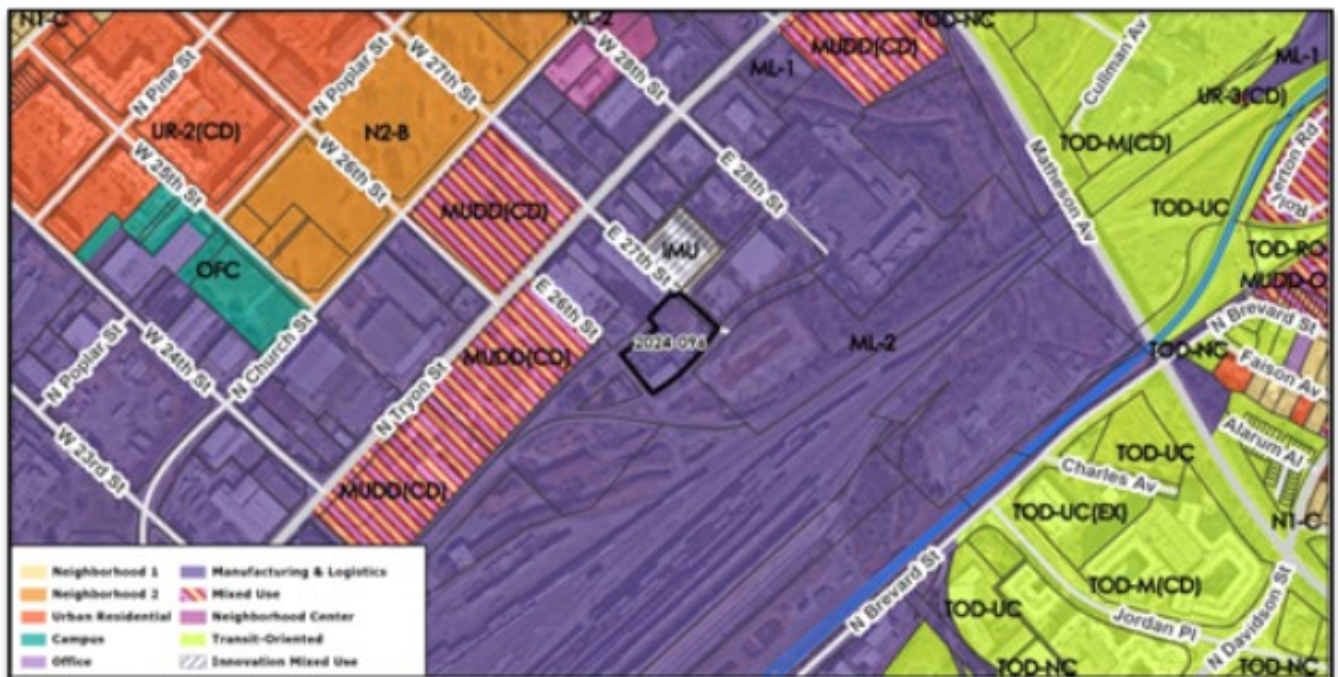 N1-C
ML-2
TOD-NC
MUDD(CD)
W 27th St
W 28th St
N Pine St
N Poplar St
ML-1
Cullman Av
ML-1
UR-3(CD)
UR-2(CD)
N2-B
TOD-M(CD)
W 25th St
W 26th St
E 28th St
Matheson Av
MUDD(CD)
TOD-UC
OFC
IMU
E 27th St
TOD-RO
MUDD-O
E 26th St
N Brevard St
2024-096
ML-2
TOD-NC
Faison Av
N Poplar St
W 24th St
N Church St
N Tryon St
MUDD(CD)
Alarum Al
W 23rd St
TOD-UC
Charles Av
MUDD(CD)
TOD-UC(EX)
N1-C
TOD-M(CD)
N Brevard St
TOD-UC
Jordan Pl
N Davidson St
TOD-NC
TOD-NC
Neighborhood 1
Neighborhood 2
Urban Residential
Campus
Office
Manufacturing & Logistics
Mixed Use
Neighborhood Center
Transit-Oriented
Innovation Mixed Use